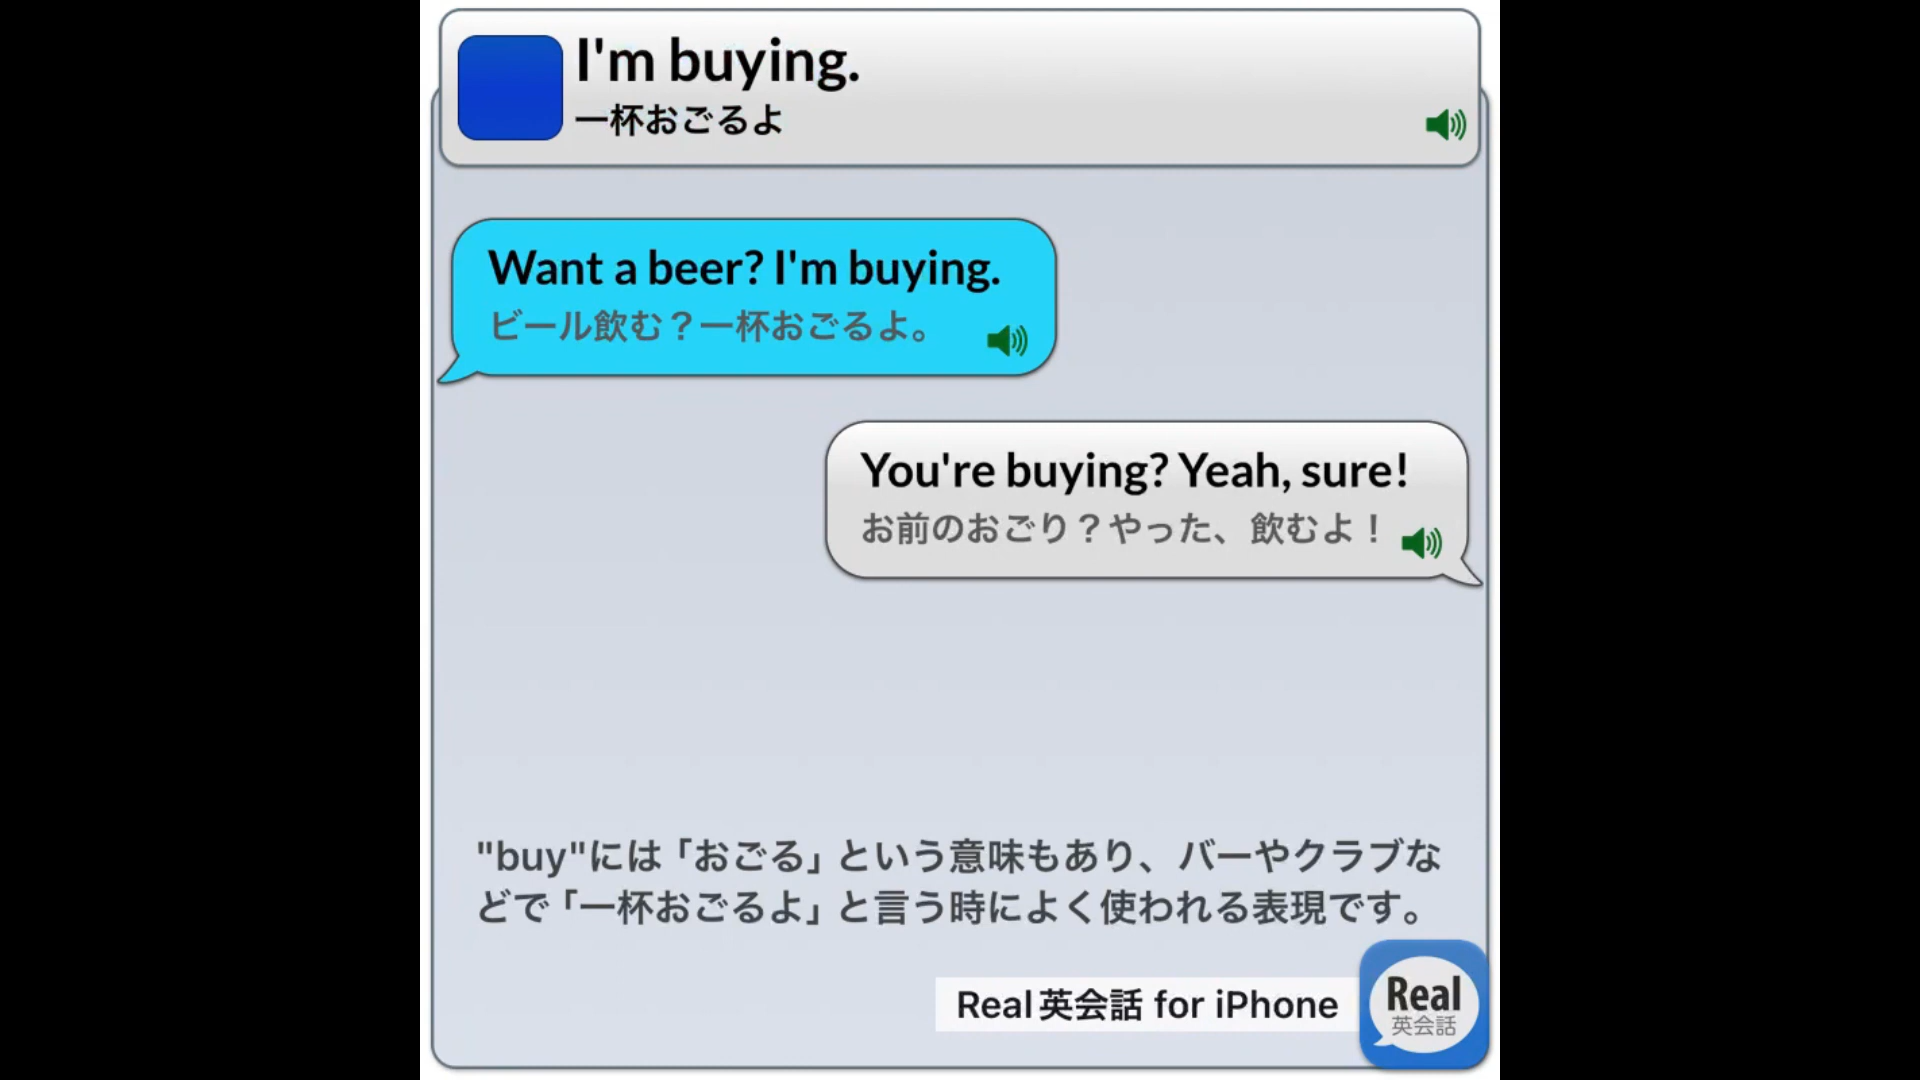 I'm buying.
一杯おごるよ
Want a beer? I'm buying.
ビール飲む？一杯おごるよ。
You're buying? Yeah, sure!
お前のおごり？やった、飲むよ！
"buy"には「おごる」という意味もあり、バーやクラブな
どで「一杯おごるよ」と言う時によく使われる表現です。
Real英会話 for iPhone
Real
英会話